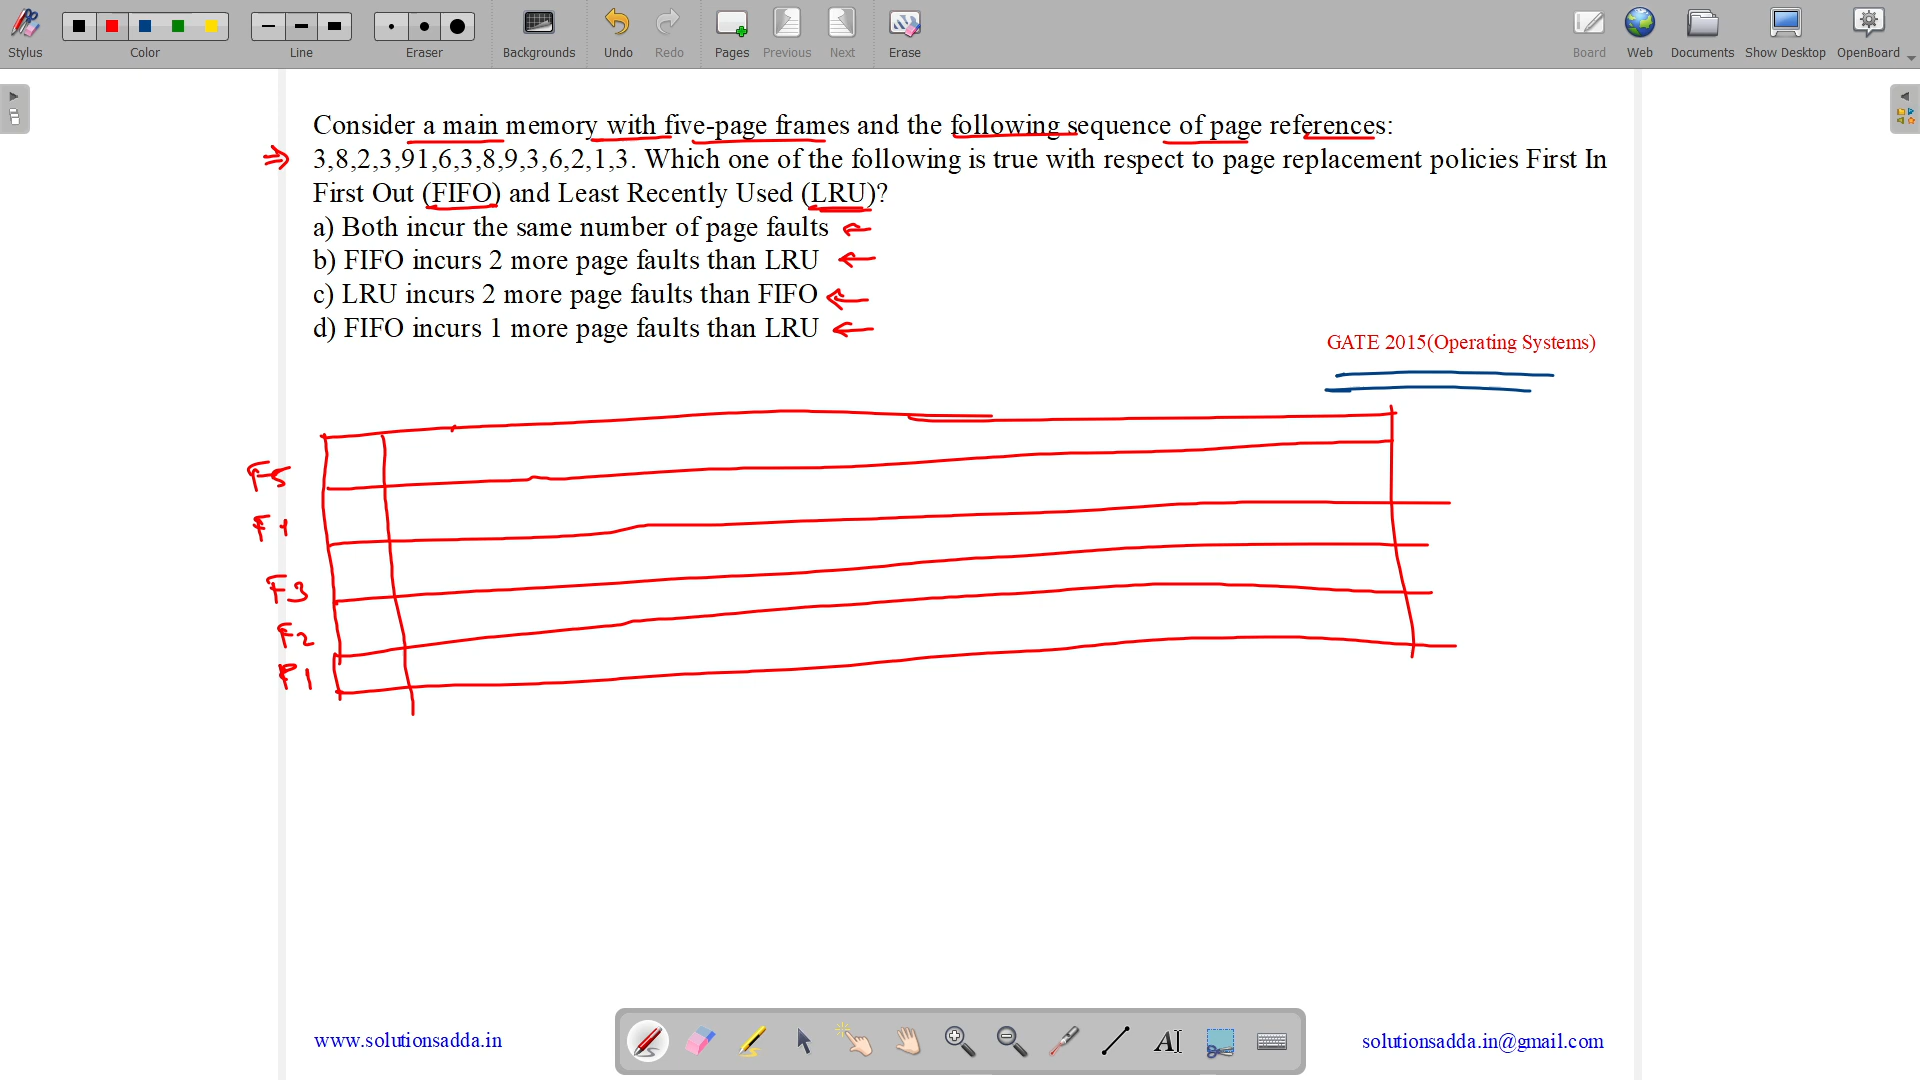 Stylus Color Line Eraser Backgrounds Undo Redo Pages Previous Next Erase Board Web Documents Show Desktop OpenBoard
Consider a main memory with five-page frames and the following sequence of page references:
3,8,2,3,91,6,3,8,9,3,6,2,1,3. Which one of the following is true with respect to page replacement policies First In
First Out (FIFO) and Least Recently Used (LRU)?
a) Both incur the same number of page faults
b) FIFO incurs 2 more page faults than LRU
c) LRU incurs 2 more page faults than FIFO
d) FIFO incurs 1 more page faults than LRU
GATE 2015(Operating Systems)
F5
F4
F3
F2
F1
www.solutionsadda.in
solutionsadda.in@gmail.com